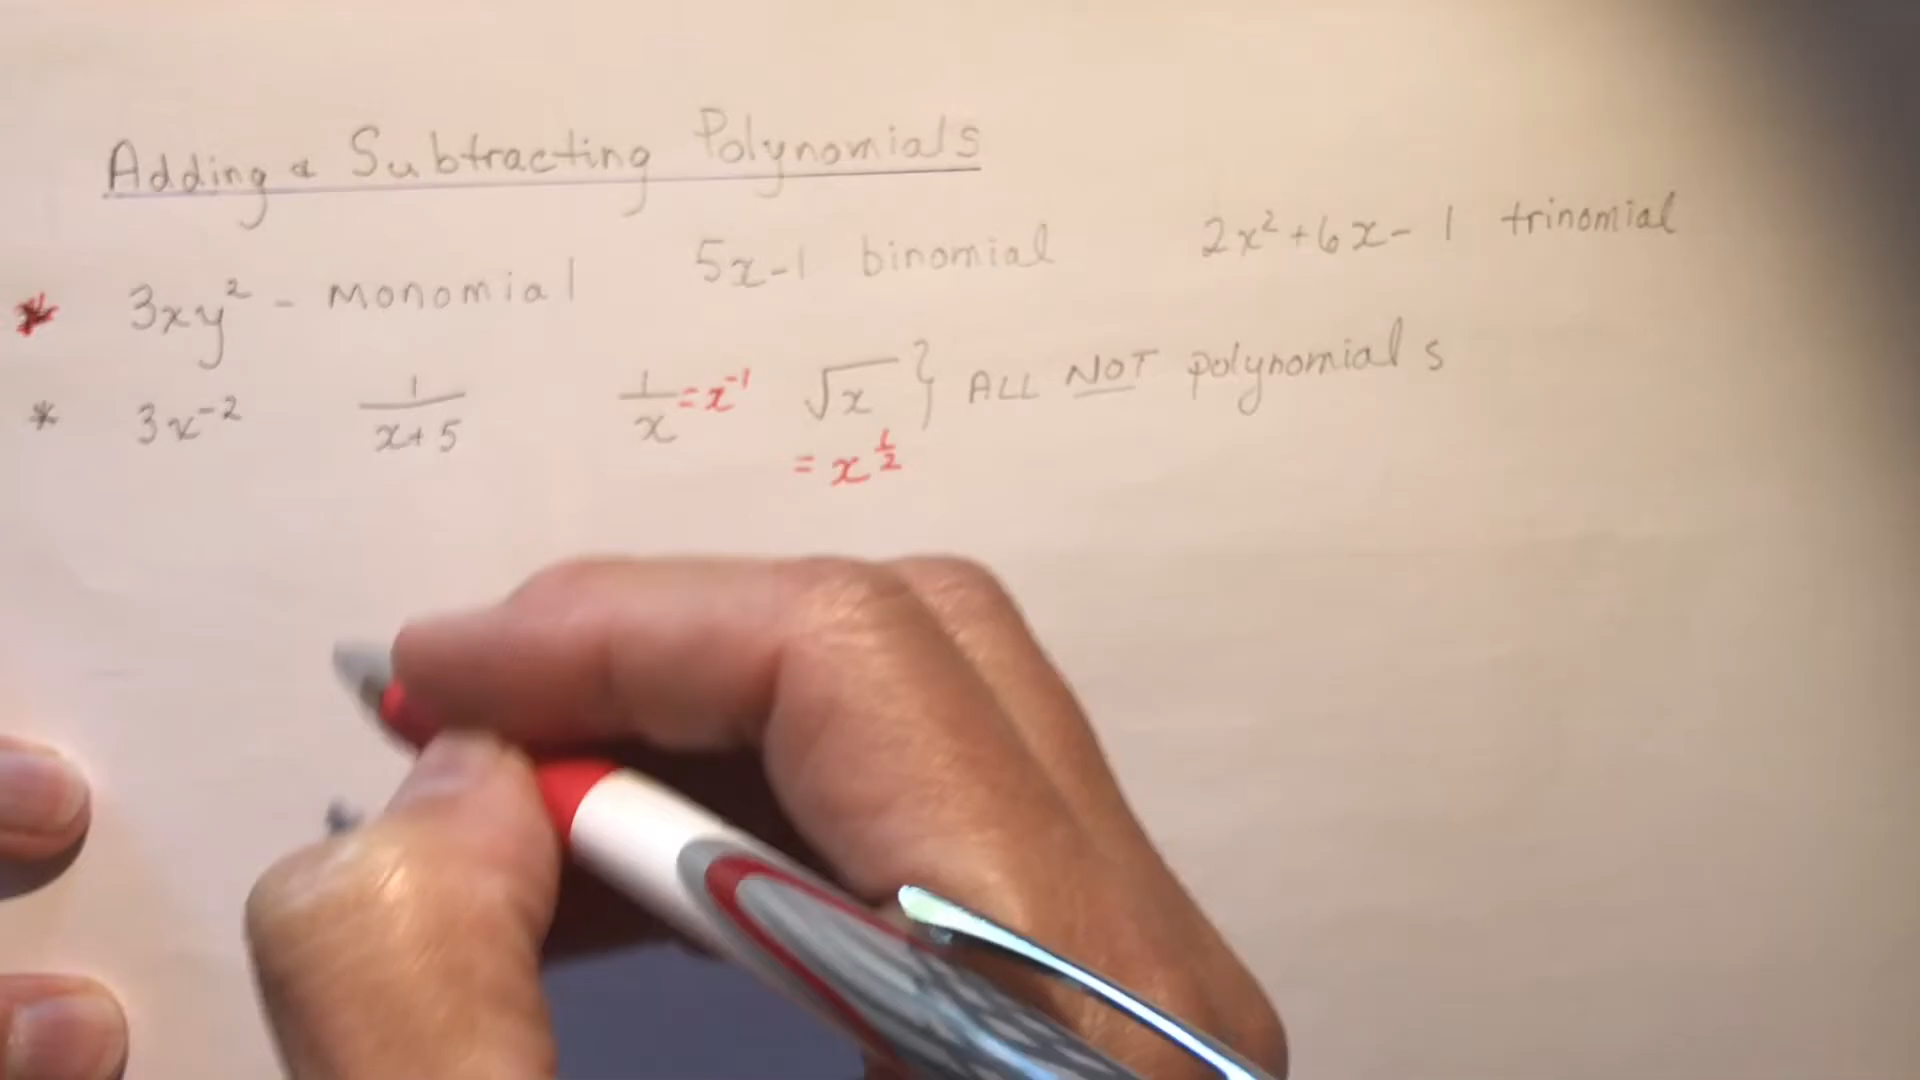 Adding & Subtracting Polynomials
* 3xy² - monomial 5x-1 binomial 2x²+6x-1 trinomial
* 3x⁻² 1/(x+5) 1/x = x⁻¹ √x } ALL NOT polynomials
= x^(1/2)